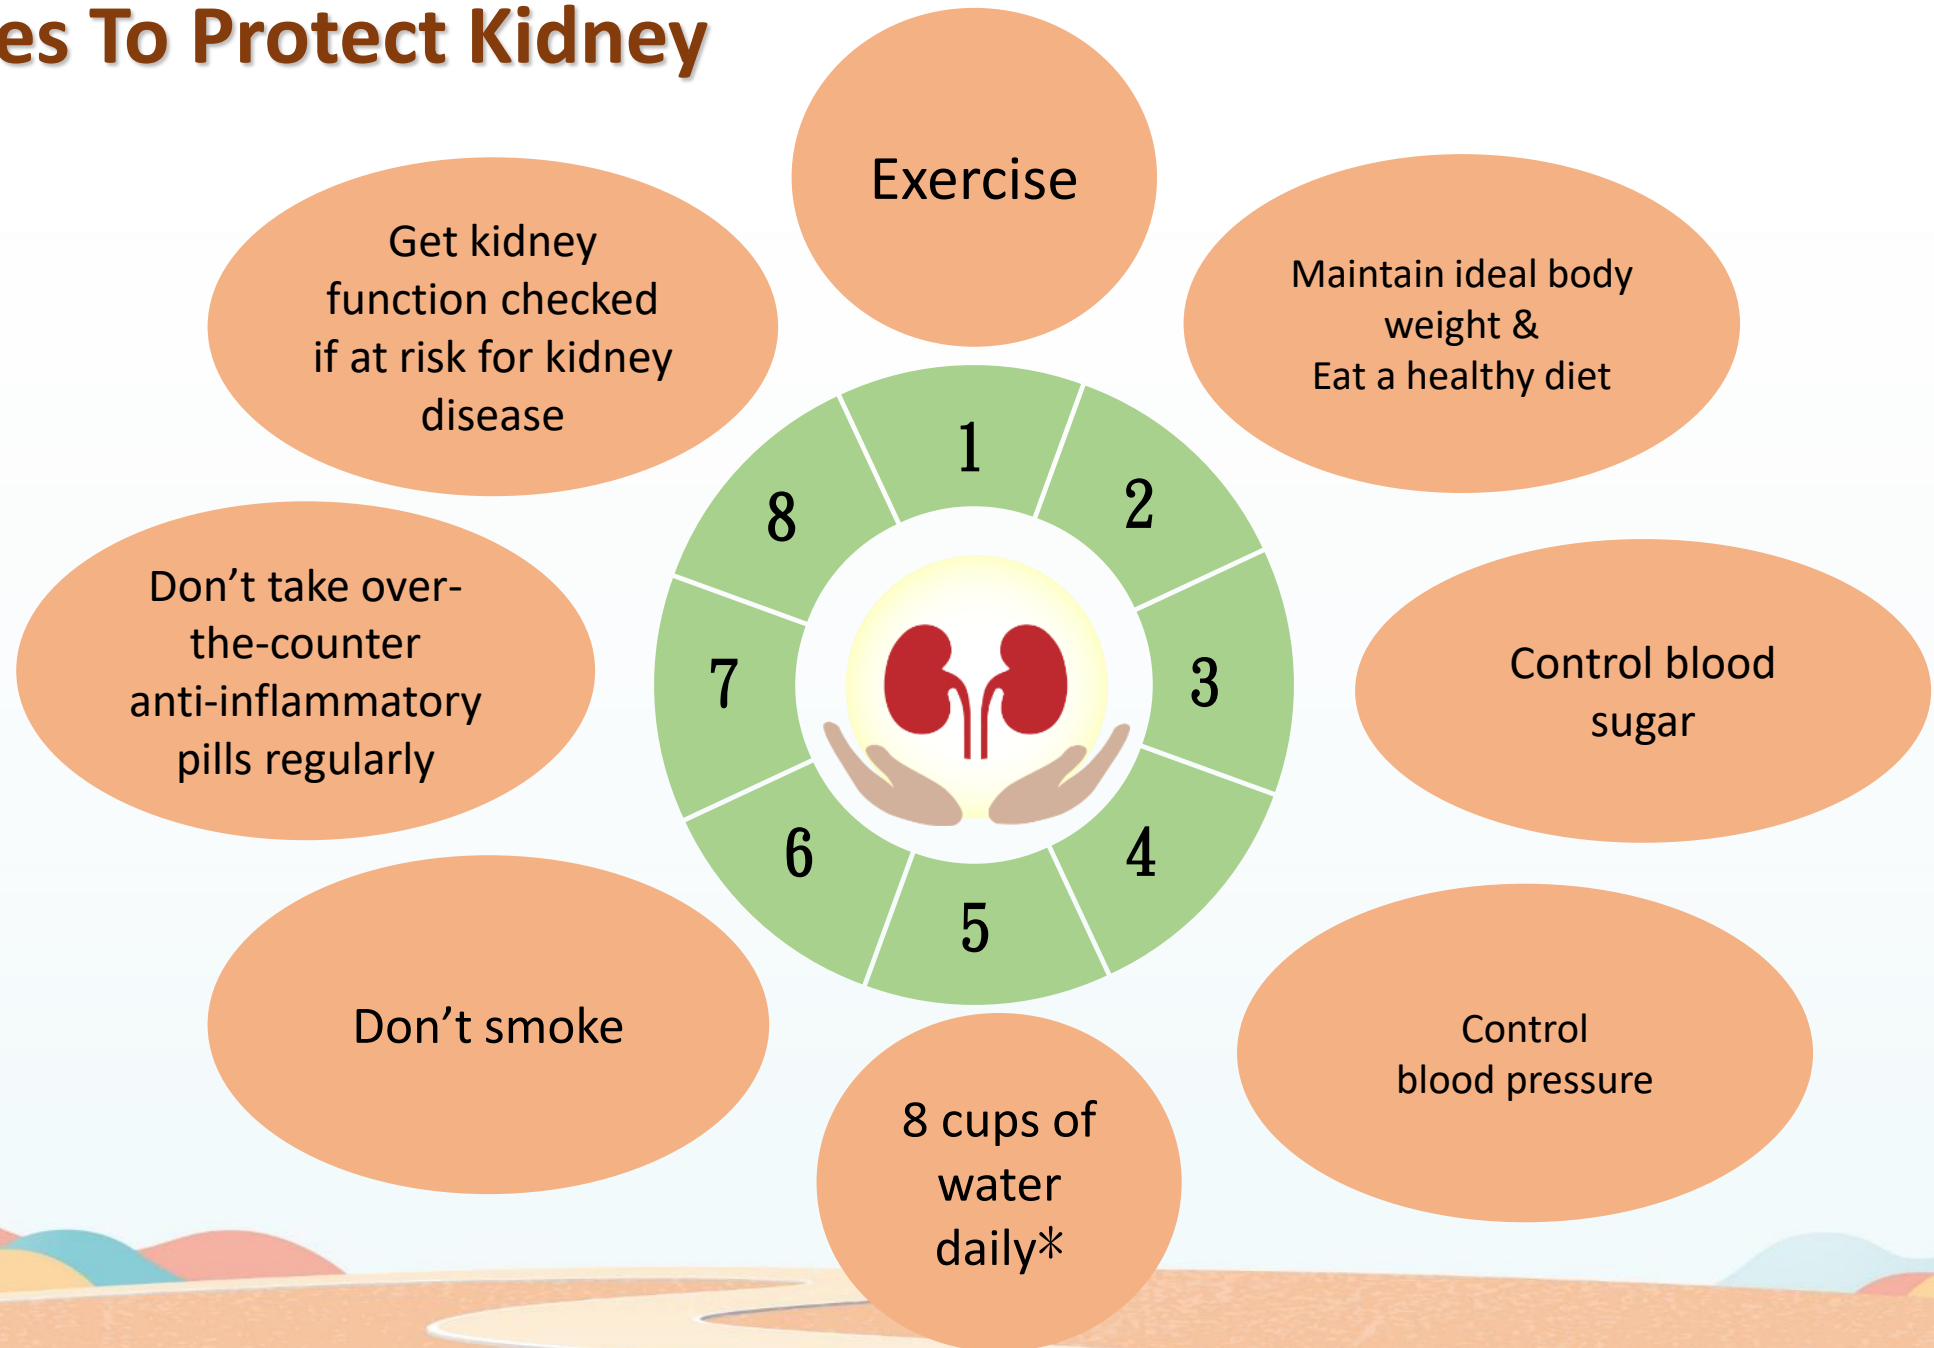 es To Protect Kidney
1
Exercise
2
Maintain ideal body
weight &
Eat a healthy diet
3
Control blood
sugar
4
Control
blood pressure
5
8 cups of
water
daily*
6
Don’t smoke
7
Don’t take over-
the-counter
anti-inflammatory
pills regularly
8
Get kidney
function checked
if at risk for kidney
disease